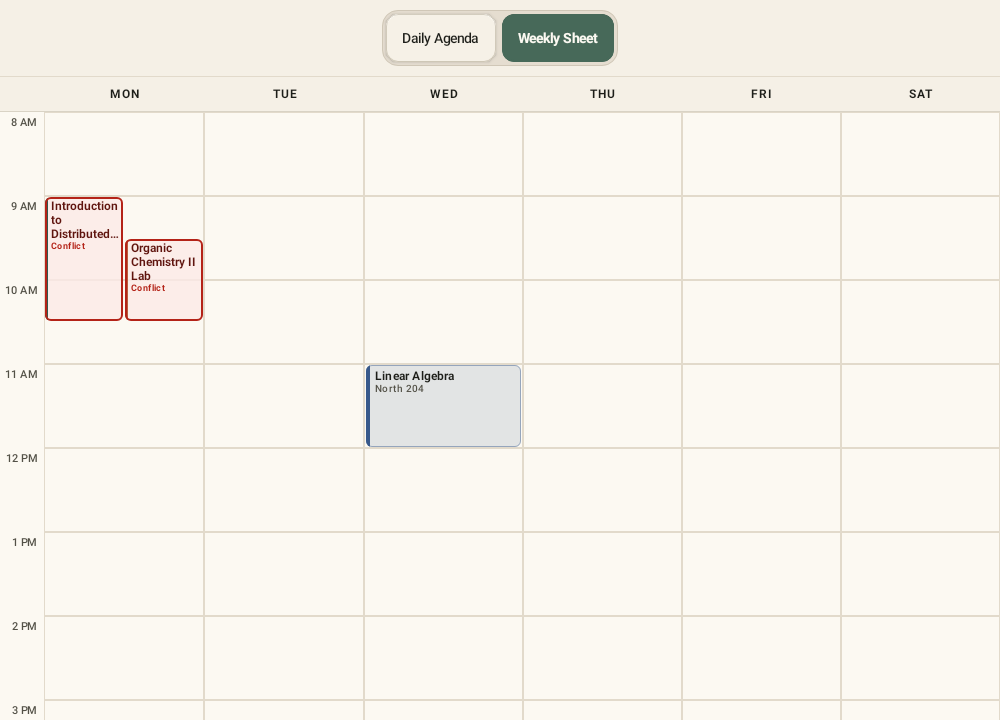 Daily Agenda
Weekly Sheet
MON
TUE
WED
THU
FRI
SAT
8 AM
9 AM
Introduction
to
Distributed…
Conflict
Organic
Chemistry II
Lab
Conflict
10 AM
11 AM
Linear Algebra
North 204
12 PM
1 PM
2 PM
3 PM